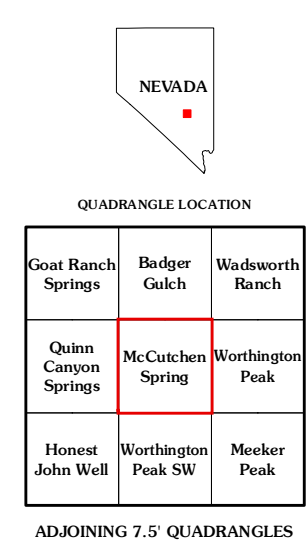 NEVADA
QUADRANGLE LOCATION
Goat Ranch
Springs
Badger
Gulch
Wadsworth
Ranch
Quinn
Canyon
Springs
McCutchen
Spring
Worthington
Peak
Honest
John Well
Worthington
Peak SW
Meeker
Peak
ADJOINING 7.5' QUADRANGLES